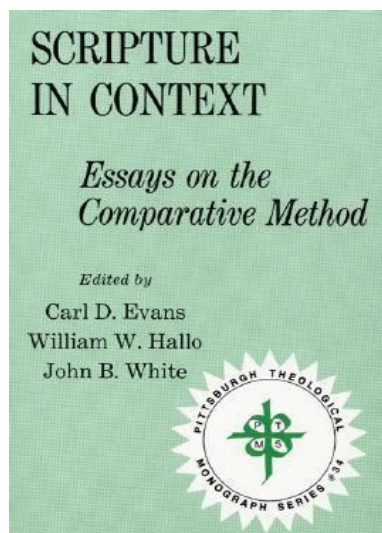 SCRIPTURE
IN CONTEXT
Essays on the
Comparative Method
Edited by
Carl D. Evans
William W. Hallo
John B. White
PITTSBURGH THEOLOGICAL
MONOGRAPH SERIES #34
P T
M S